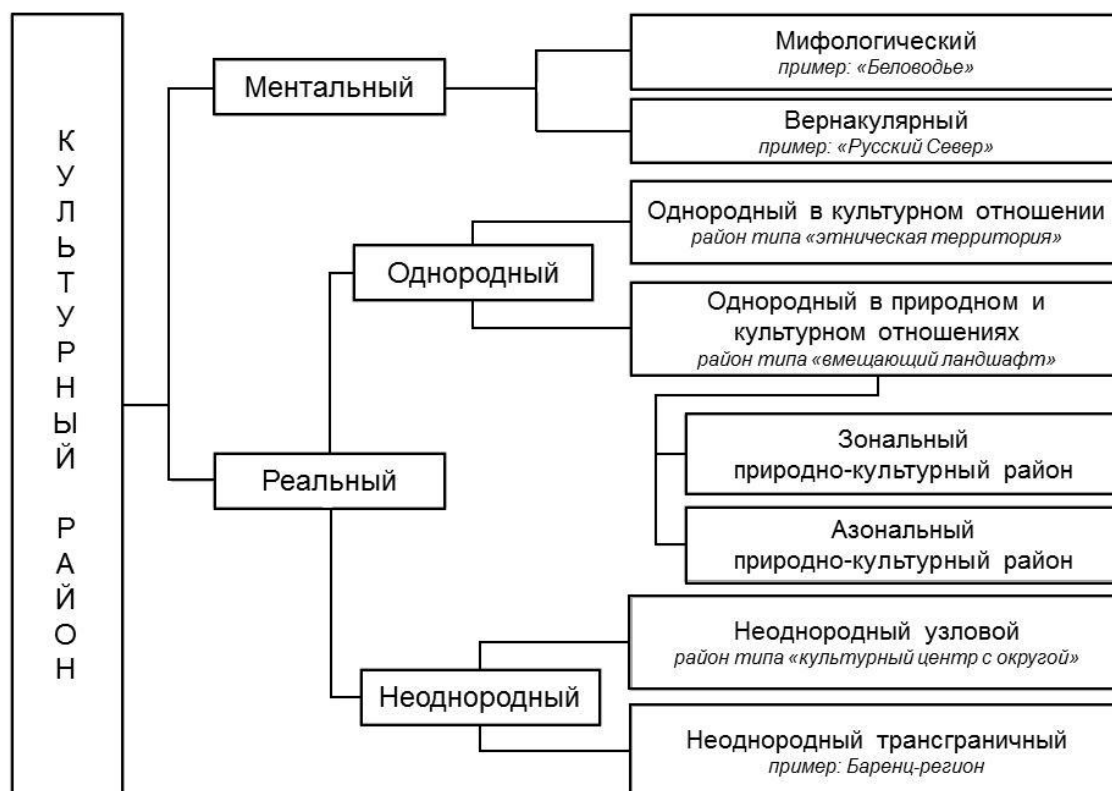 КУЛЬТУРНЫЙ РАЙОН
Ментальный
Мифологический
пример: «Беловодье»
Вернакулярный
пример: «Русский Север»
Реальный
Однородный
Однородный в культурном отношении
район типа «этническая территория»
Однородный в природном и
культурном отношениях
район типа «вмещающий ландшафт»
Зональный
природно-культурный район
Азональный
природно-культурный район
Неоднородный
Неоднородный узловой
район типа «культурный центр с округой»
Неоднородный трансграничный
пример: Баренц-регион